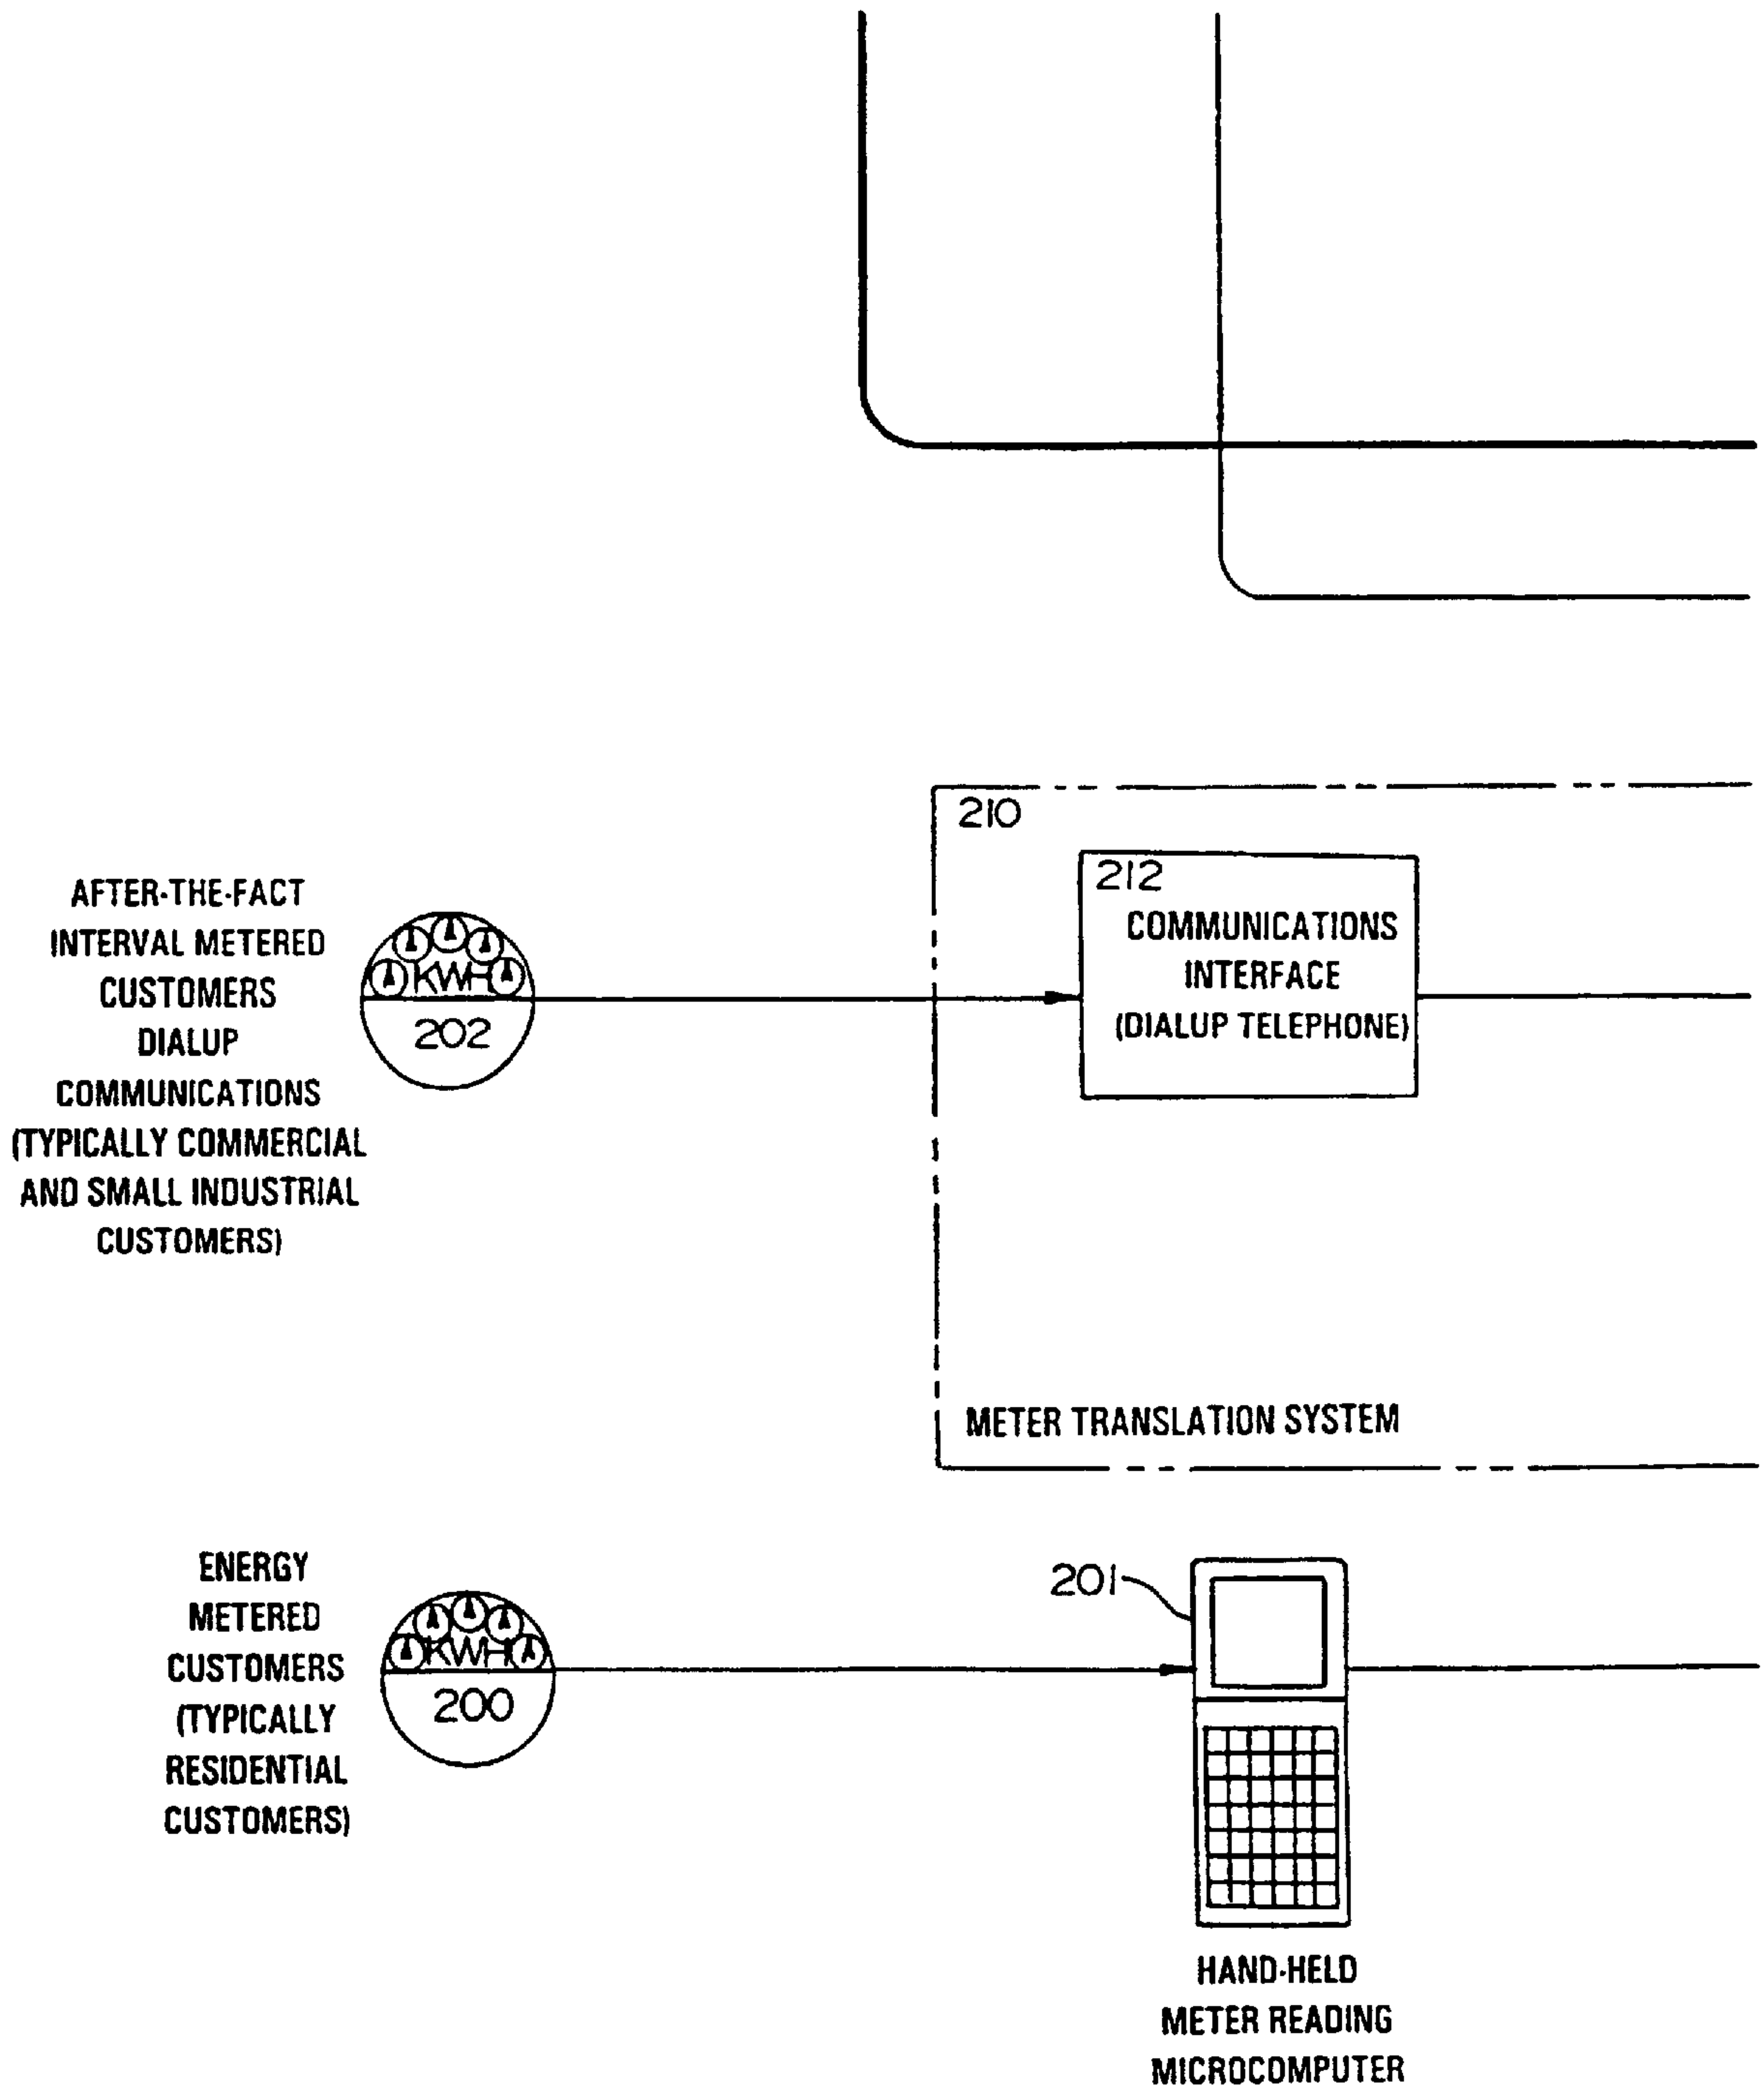 210
212
COMMUNICATIONS
INTERFACE
(DIALUP TELEPHONE)
AFTER-THE-FACT
INTERVAL METERED
CUSTOMERS
DIALUP
COMMUNICATIONS
(TYPICALLY COMMERCIAL
AND SMALL INDUSTRIAL
CUSTOMERS)
KWH
202
METER TRANSLATION SYSTEM
ENERGY
METERED
CUSTOMERS
(TYPICALLY
RESIDENTIAL
CUSTOMERS)
KWH
200
201
HAND-HELD
METER READING
MICROCOMPUTER